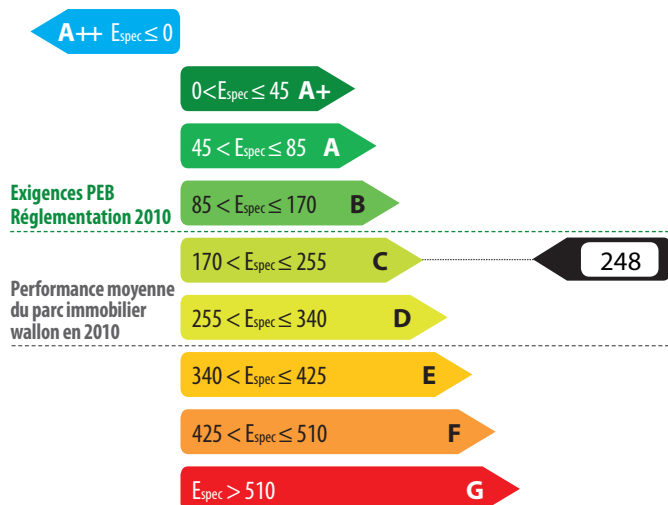 A++ Espec ≤ 0
0<Espec ≤ 45 A+
45 < Espec ≤ 85 A
Exigences PEB
Réglementation 2010
85 < Espec ≤ 170 B
170 < Espec ≤ 255 C
248
Performance moyenne
du parc immobilier
wallon en 2010
255 < Espec ≤ 340 D
340 < Espec ≤ 425 E
425 < Espec ≤ 510 F
Espec > 510 G